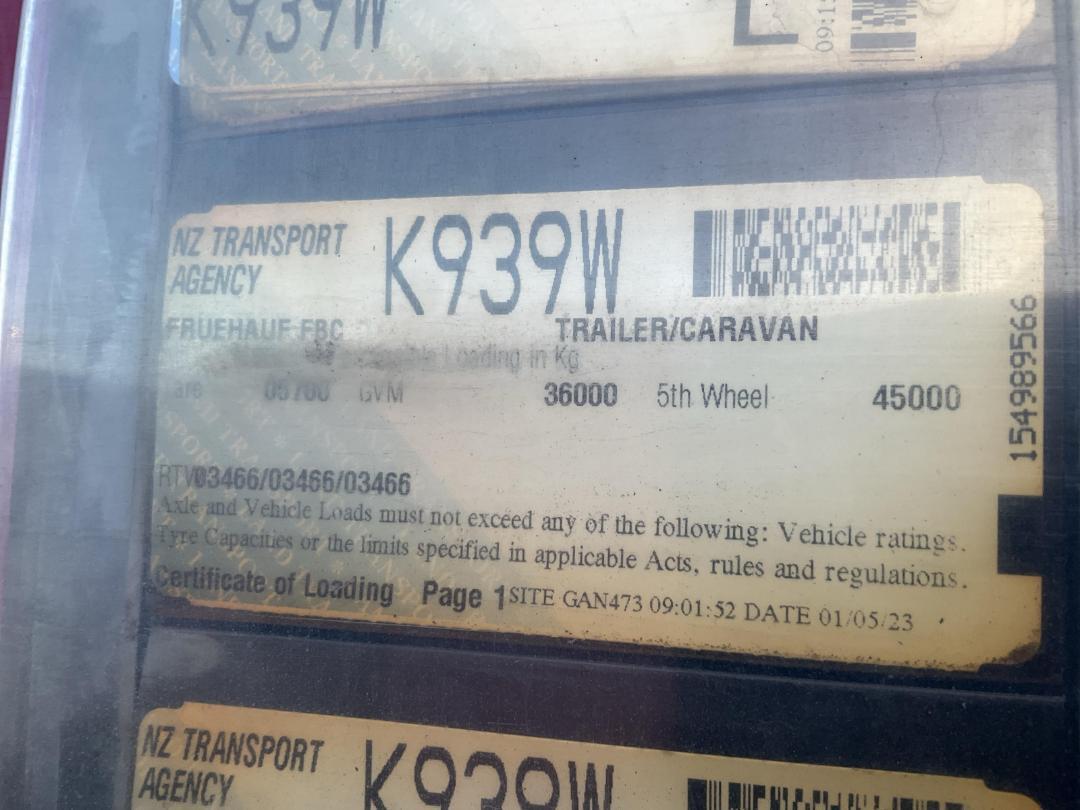 K939W L 09:1
NZ TRANSPORT
AGENCY
K939W
FRUEHAUF FBC TRAILER/CARAVAN
Loading in Kg
GVM 36000 5th Wheel 45000
154989566
RTV03466/03466/03466
Axle and Vehicle Loads must not exceed any of the following: Vehicle ratings.
Tyre Capacities or the limits specified in applicable Acts, rules and regulations.
Certificate of Loading Page 1 SITE GAN473 09:01:52 DATE 01/05/23
NZ TRANSPORT
AGENCY
K939W